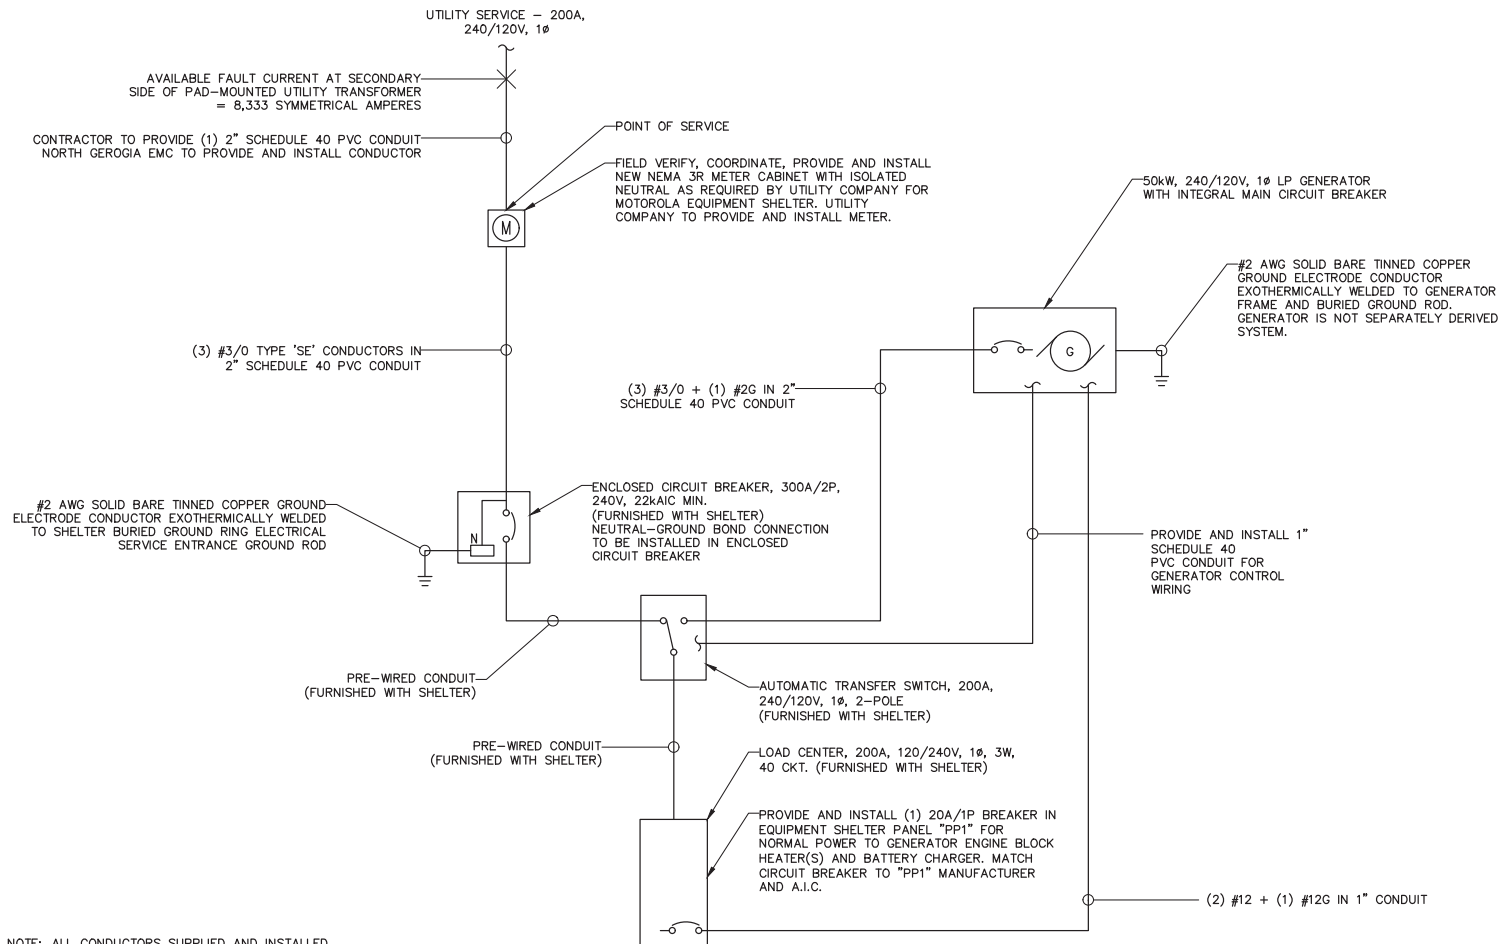 UTILITY SERVICE – 200A,
240/120V, 1ø
AVAILABLE FAULT CURRENT AT SECONDARY
SIDE OF PAD–MOUNTED UTILITY TRANSFORMER
= 8,333 SYMMETRICAL AMPERES
CONTRACTOR TO PROVIDE (1) 2" SCHEDULE 40 PVC CONDUIT
NORTH GEROGIA EMC TO PROVIDE AND INSTALL CONDUCTOR
POINT OF SERVICE
FIELD VERIFY, COORDINATE, PROVIDE AND INSTALL
NEW NEMA 3R METER CABINET WITH ISOLATED
NEUTRAL AS REQUIRED BY UTILITY COMPANY FOR
MOTOROLA EQUIPMENT SHELTER. UTILITY
COMPANY TO PROVIDE AND INSTALL METER.
M
50kW, 240/120V, 1ø LP GENERATOR
WITH INTEGRAL MAIN CIRCUIT BREAKER
#2 AWG SOLID BARE TINNED COPPER
GROUND ELECTRODE CONDUCTOR
EXOTHERMICALLY WELDED TO GENERATOR
FRAME AND BURIED GROUND ROD.
GENERATOR IS NOT SEPARATELY DERIVED
SYSTEM.
G
(3) #3/0 TYPE 'SE' CONDUCTORS IN
2" SCHEDULE 40 PVC CONDUIT
(3) #3/0 + (1) #2G IN 2"
SCHEDULE 40 PVC CONDUIT
#2 AWG SOLID BARE TINNED COPPER GROUND
ELECTRODE CONDUCTOR EXOTHERMICALLY WELDED
TO SHELTER BURIED GROUND RING ELECTRICAL
SERVICE ENTRANCE GROUND ROD
N
ENCLOSED CIRCUIT BREAKER, 300A/2P,
240V, 22kAIC MIN.
(FURNISHED WITH SHELTER)
NEUTRAL–GROUND BOND CONNECTION
TO BE INSTALLED IN ENCLOSED
CIRCUIT BREAKER
PROVIDE AND INSTALL 1"
SCHEDULE 40
PVC CONDUIT FOR
GENERATOR CONTROL
WIRING
PRE–WIRED CONDUIT
(FURNISHED WITH SHELTER)
AUTOMATIC TRANSFER SWITCH, 200A,
240/120V, 1ø, 2–POLE
(FURNISHED WITH SHELTER)
PRE–WIRED CONDUIT
(FURNISHED WITH SHELTER)
LOAD CENTER, 200A, 120/240V, 1ø, 3W,
40 CKT. (FURNISHED WITH SHELTER)
PROVIDE AND INSTALL (1) 20A/1P BREAKER IN
EQUIPMENT SHELTER PANEL "PP1" FOR
NORMAL POWER TO GENERATOR ENGINE BLOCK
HEATER(S) AND BATTERY CHARGER. MATCH
CIRCUIT BREAKER TO "PP1" MANUFACTURER
AND A.I.C.
(2) #12 + (1) #12G IN 1" CONDUIT
NOTE: ALL CONDUCTORS SUPPLIED AND INSTALLED